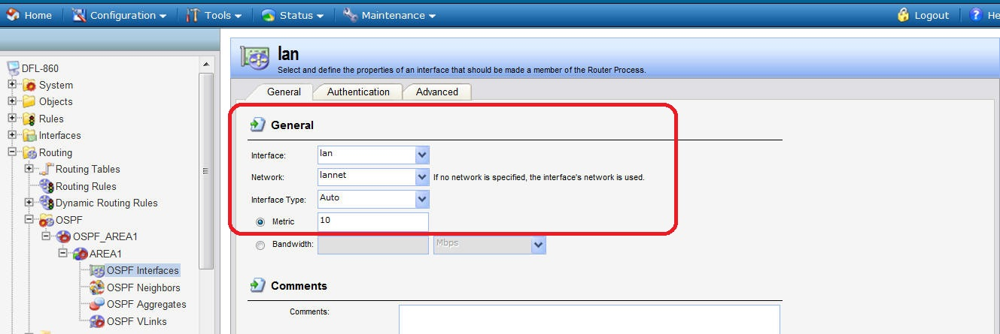 Home Configuration Tools Status Maintenance Logout He
DFL-860
System
Objects
Rules
Interfaces
Routing
Routing Tables
Routing Rules
Dynamic Routing Rules
OSPF
OSPF_AREA1
AREA1
OSPF Interfaces
OSPF Neighbors
OSPF Aggregates
OSPF VLinks
lan
Select and define the properties of an interface that should be made a member of the Router Process.
General Authentication Advanced
General
Interface: lan
Network: lannet If no network is specified, the interface's network is used.
Interface Type: Auto
Metric 10
Bandwidth: Mbps
Comments
Comments: